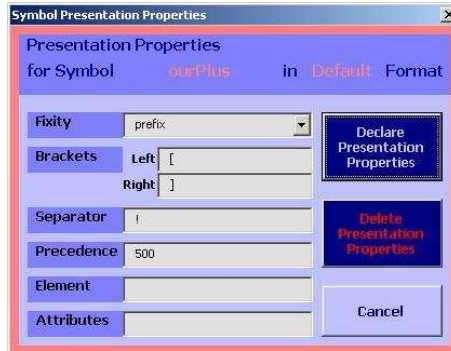 Symbol Presentation Properties
Presentation Properties
for Symbol ourPlus in Default Format
Fixity prefix
Brackets Left [
Right ]
Separator !
Precedence 500
Element
Attributes
Declare
Presentation
Properties
Delete
Presentation
Properties
Cancel